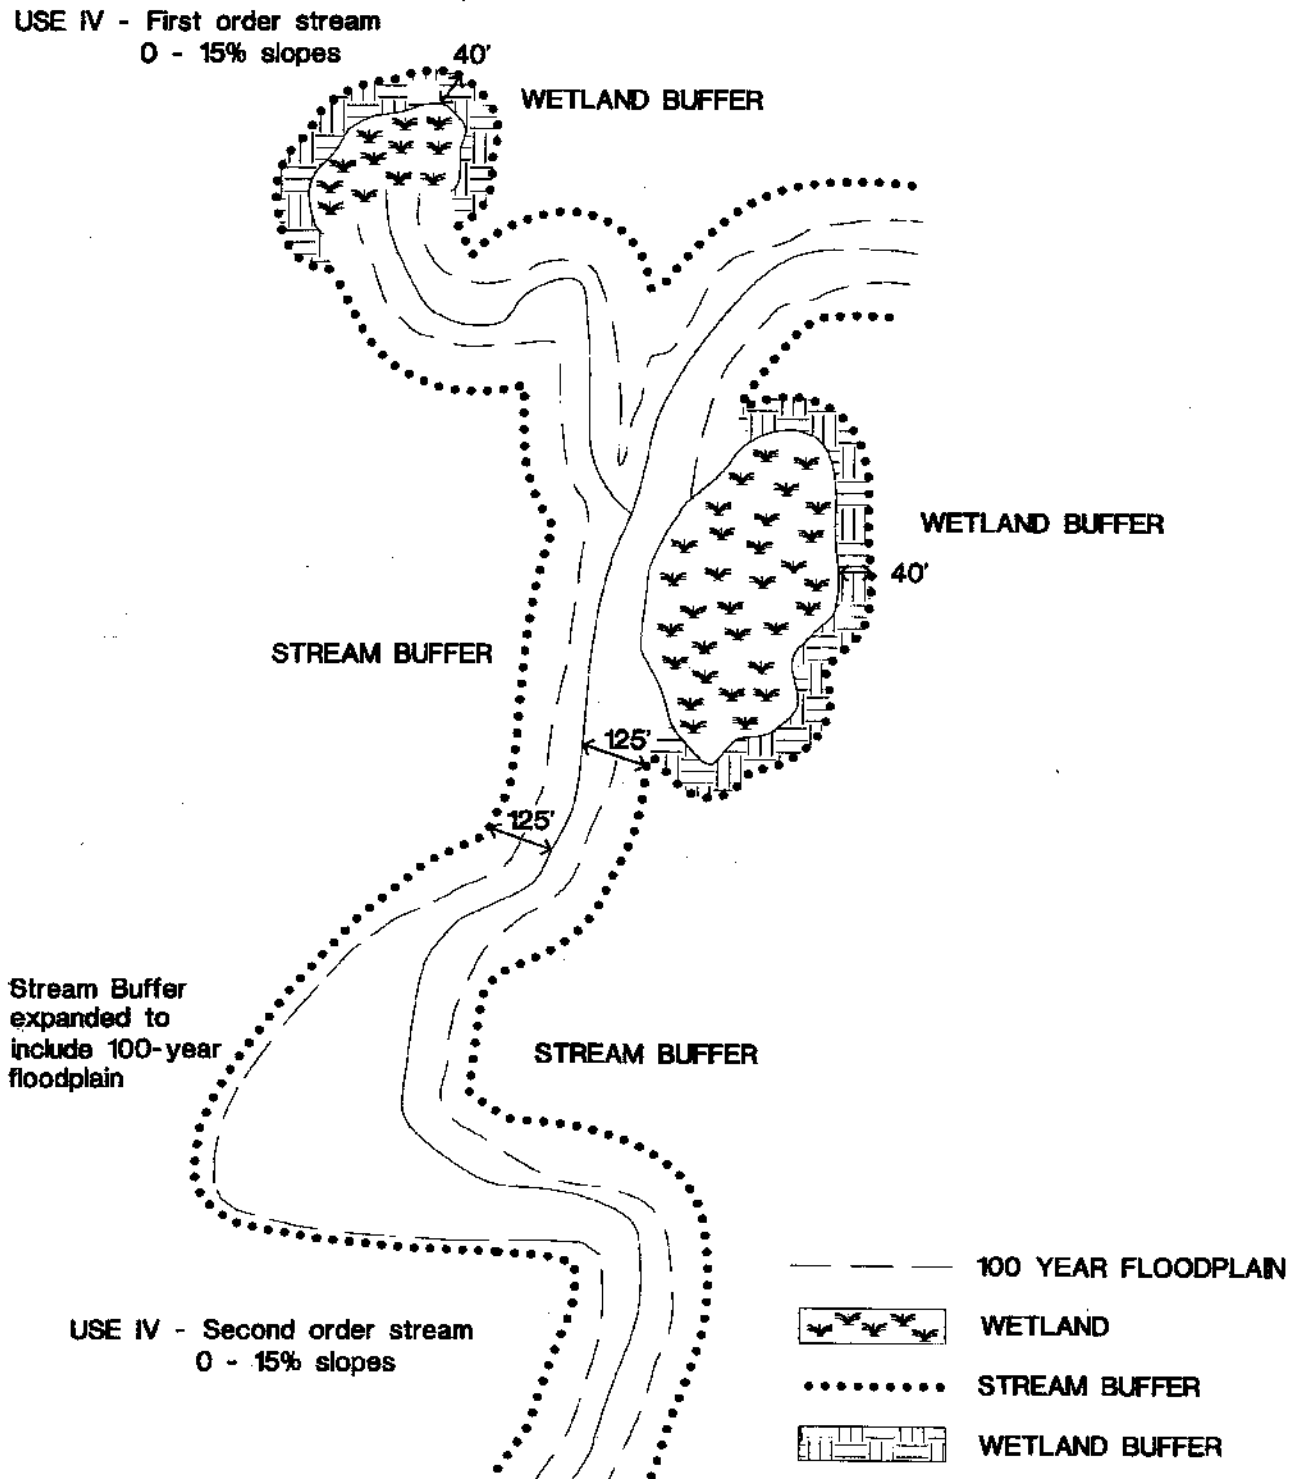 USE IV - First order stream
0 - 15% slopes
40'
WETLAND BUFFER
WETLAND BUFFER
40'
STREAM BUFFER
125'
125'
Stream Buffer
expanded to
include 100-year
floodplain
STREAM BUFFER
USE IV - Second order stream
0 - 15% slopes
100 YEAR FLOODPLAIN
WETLAND
STREAM BUFFER
WETLAND BUFFER